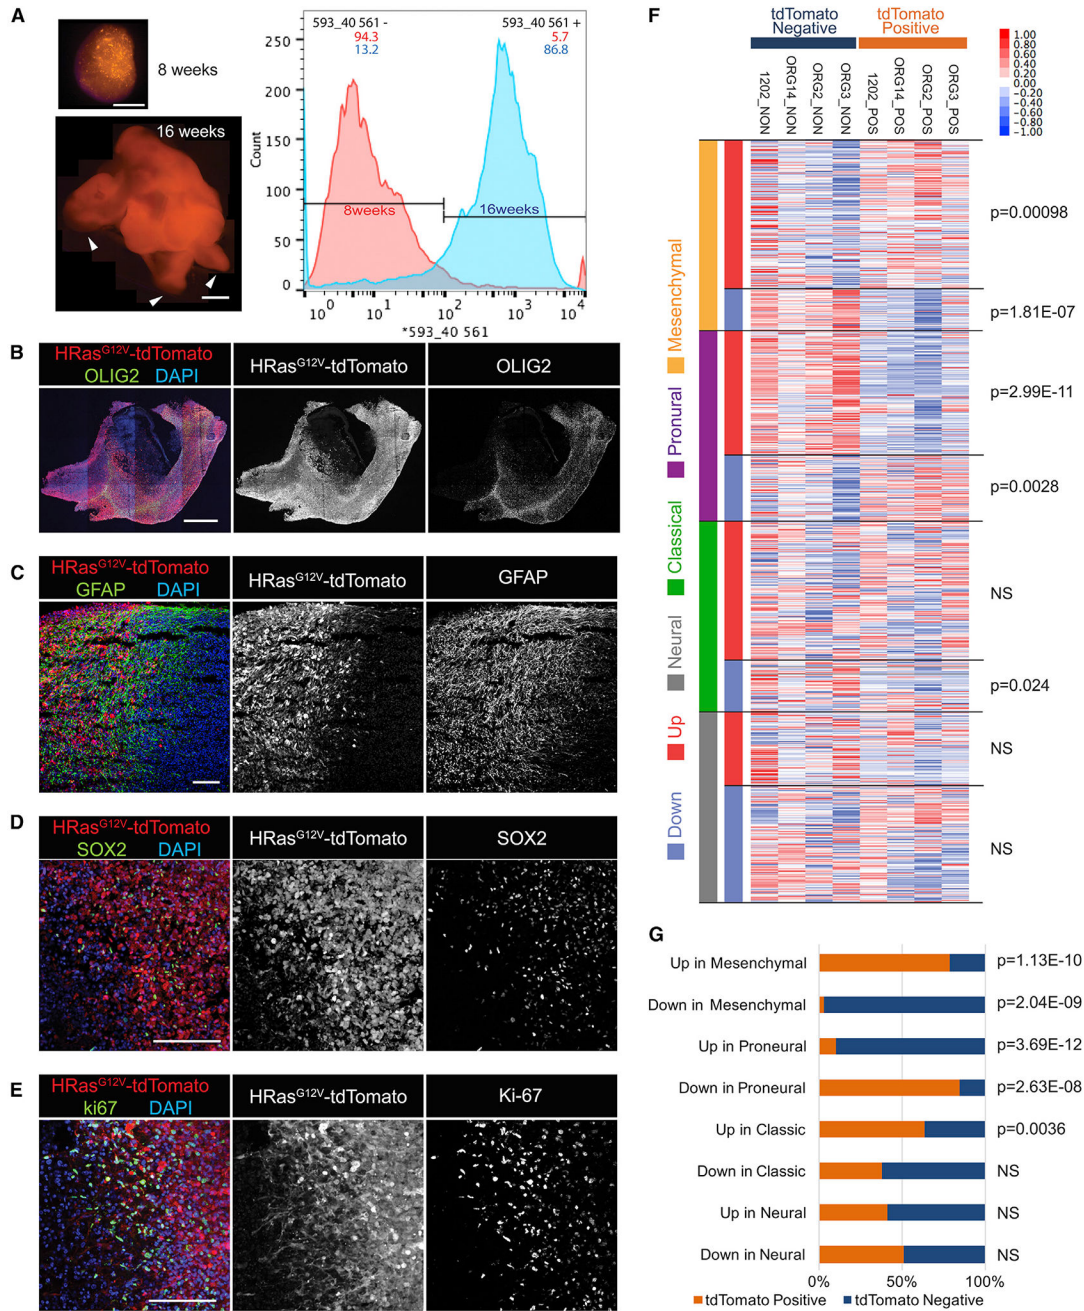 A
8 weeks
16 weeks
593_40 561 -
94.3
13.2
593_40 561 +
5.7
86.8
Count
250
200
150
100
50
0
8weeks
16weeks
10^0
10^1
10^2
10^3
10^4
*593_40 561
B
HRas^G12V-tdTomato
OLIG2 DAPI
HRas^G12V-tdTomato
OLIG2
C
HRas^G12V-tdTomato
GFAP DAPI
HRas^G12V-tdTomato
GFAP
D
HRas^G12V-tdTomato
SOX2 DAPI
HRas^G12V-tdTomato
SOX2
E
HRas^G12V-tdTomato
ki67 DAPI
HRas^G12V-tdTomato
Ki-67
F
tdTomato
Negative
tdTomato
Positive
1.00
0.80
0.60
0.40
0.20
0.00
-0.20
-0.40
-0.60
-0.80
-1.00
1202_NON
ORG14_NON
ORG2_NON
ORG3_NON
1202_POS
ORG14_POS
ORG2_POS
ORG3_POS
Mesenchymal
Pronural
Classical
Neural
Up
Down
p=0.00098
p=1.81E-07
p=2.99E-11
p=0.0028
NS
p=0.024
NS
NS
G
Up in Mesenchymal
p=1.13E-10
Down in Mesenchymal
p=2.04E-09
Up in Proneural
p=3.69E-12
Down in Proneural
p=2.63E-08
Up in Classic
p=0.0036
Down in Classic
NS
Up in Neural
NS
Down in Neural
NS
0%
50%
100%
tdTomato Positive
tdTomato Negative